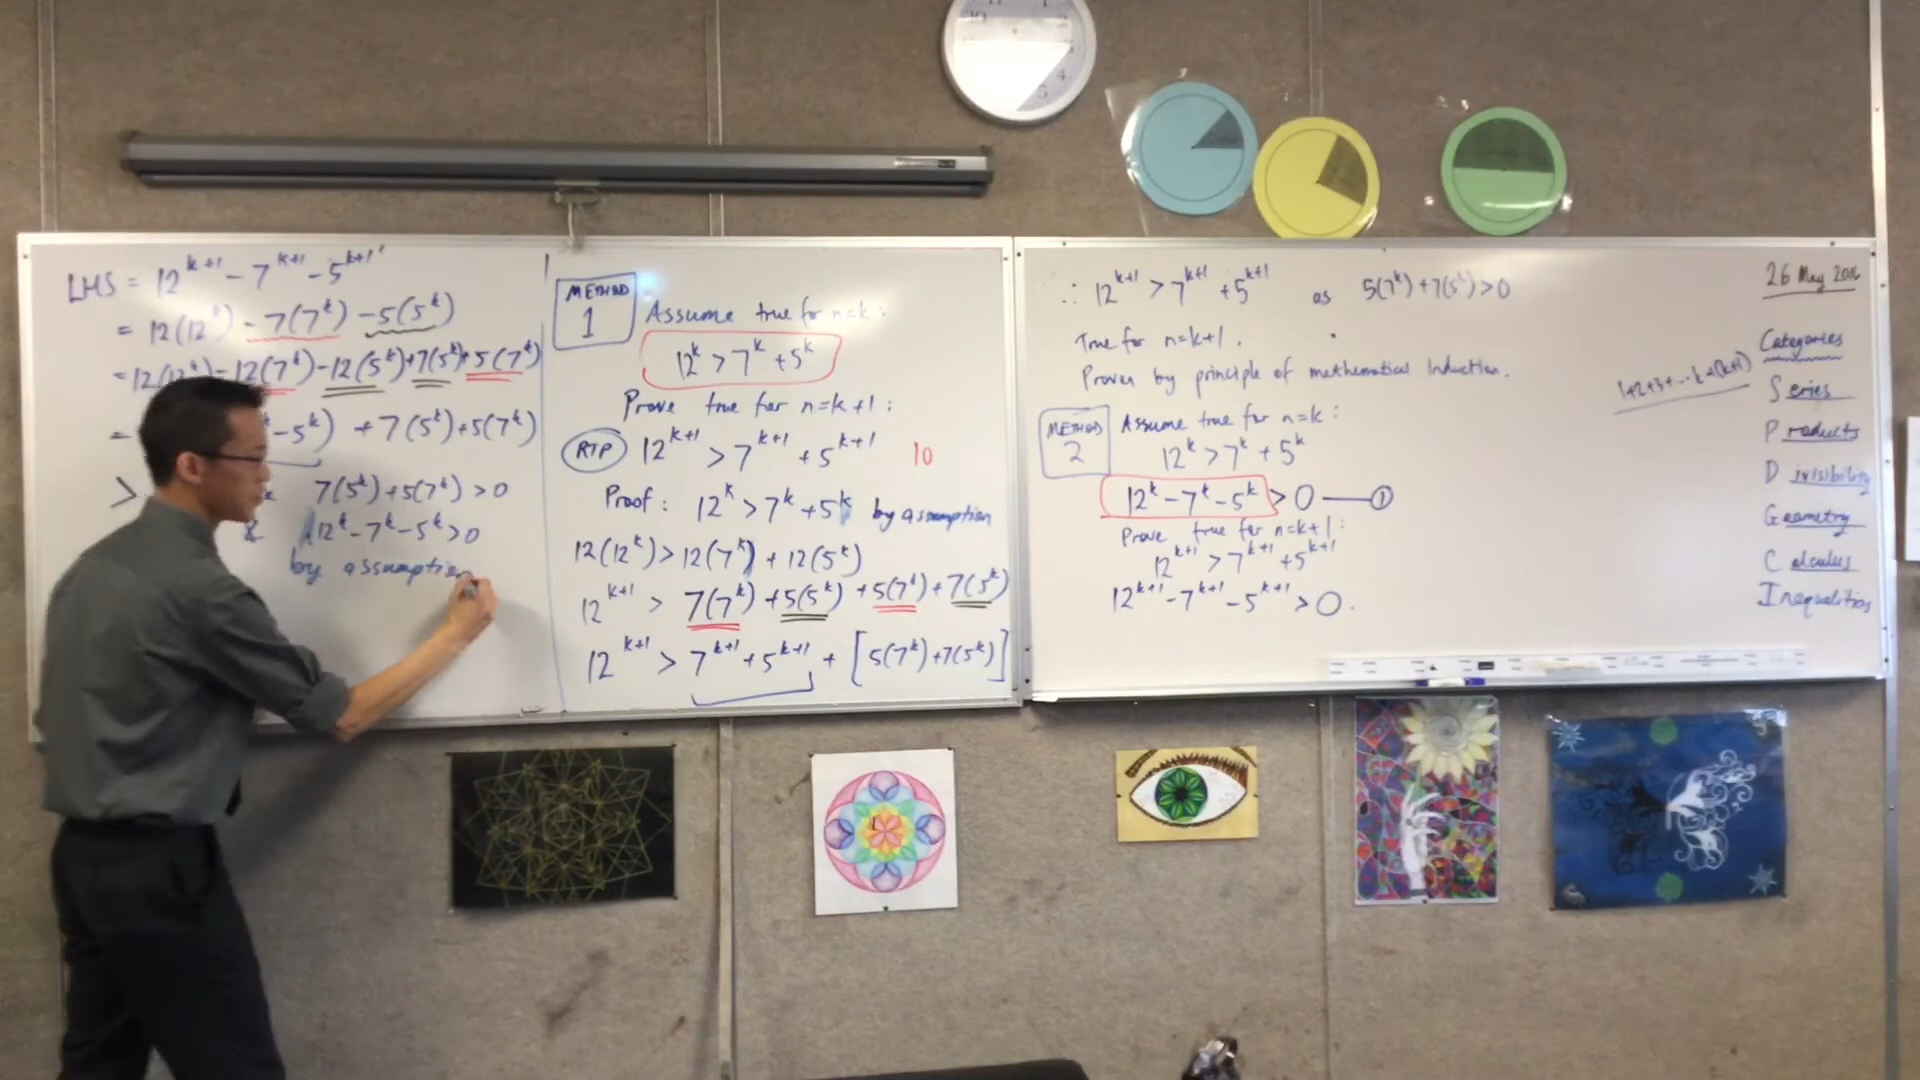 LHS = 12^{k+1} - 7^{k+1} - 5^{k+1}
= 12(12^k) - 7(7^k) - 5(5^k)
= 12(12^k) - 12(7^k) - 12(5^k) + 7(5^k) + 5(7^k)
= - 5^k) + 7(5^k) + 5(7^k)
> 7(5^k) + 5(7^k) > 0
& 12^k - 7^k - 5^k > 0
by assumption
METHOD
1
Assume true for n=k:
12^k > 7^k + 5^k
Prove true for n=k+1:
RTP 12^{k+1} > 7^{k+1} + 5^{k+1} 10
Proof: 12^k > 7^k + 5^k by assumption
12(12^k) > 12(7^k) + 12(5^k)
12^{k+1} > 7(7^k) + 5(5^k) + 5(7^k) + 7(5^k)
12^{k+1} > 7^{k+1} + 5^{k+1} + [5(7^k) + 7(5^k)]
∴ 12^{k+1} > 7^{k+1} + 5^{k+1} as 5(7^k) + 7(5^k) > 0
True for n=k+1.
Proven by principle of mathematical induction.
METHOD
2
Assume true for n=k:
12^k > 7^k + 5^k
12^k - 7^k - 5^k > 0 — ①
Prove true for n=k+1:
12^{k+1} > 7^{k+1} + 5^{k+1}
12^{k+1} - 7^{k+1} - 5^{k+1} > 0.
1+2+3+...k+(k+1)
26 May 2016
Categories
Series
Products
Divisibility
Geometry
Calculus
Inequalities